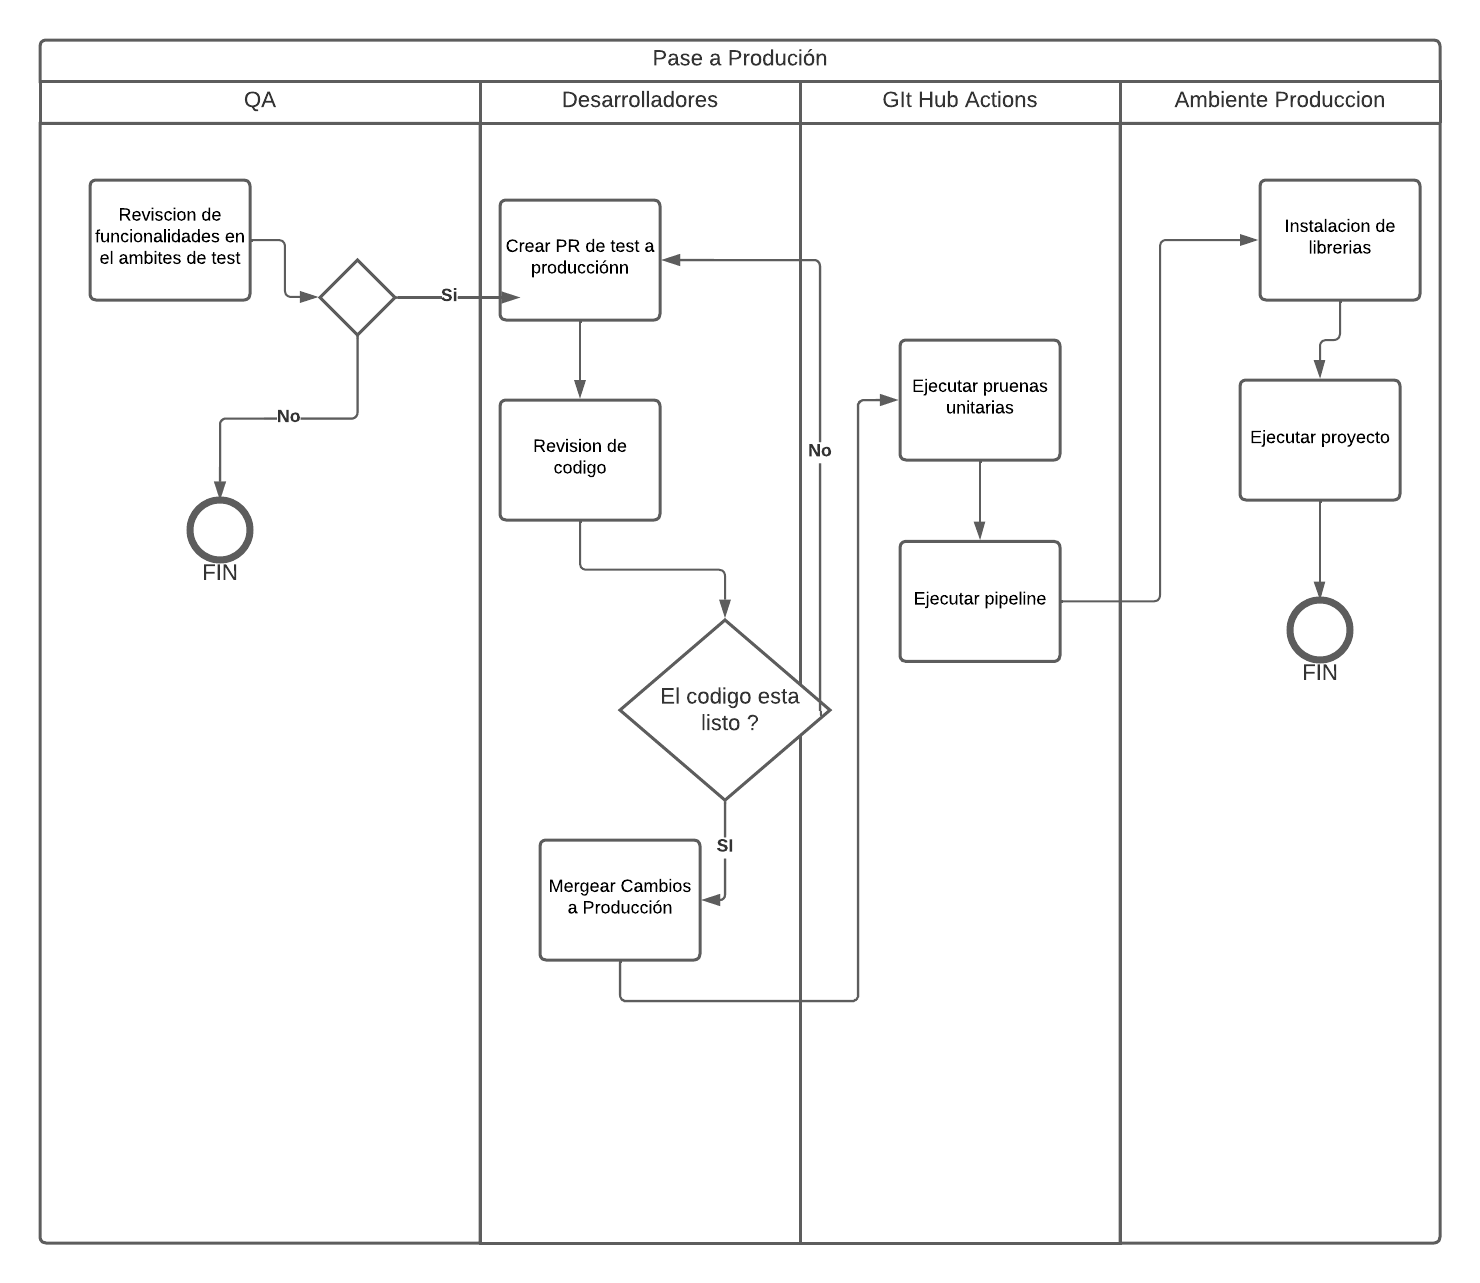 Pase a Produción
QA
Desarrolladores
GIt Hub Actions
Ambiente Produccion
Reviscion de
funcionalidades en
el ambites de test
Si
No
FIN
Crear PR de test a
producciónn
Revision de
codigo
No
El codigo esta
listo ?
SI
Mergear Cambios
a Producción
Ejecutar pruenas
unitarias
Ejecutar pipeline
Instalacion de
librerias
Ejecutar proyecto
FIN